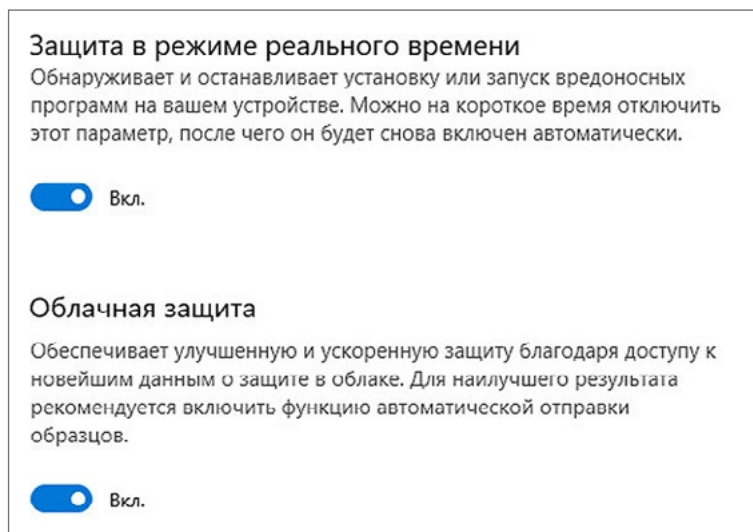 Защита в режиме реального времени
Обнаруживает и останавливает установку или запуск вредоносных
программ на вашем устройстве. Можно на короткое время отключить
этот параметр, после чего он будет снова включен автоматически.
Вкл.
Облачная защита
Обеспечивает улучшенную и ускоренную защиту благодаря доступу к
новейшим данным о защите в облаке. Для наилучшего результата
рекомендуется включить функцию автоматической отправки
образцов.
Вкл.